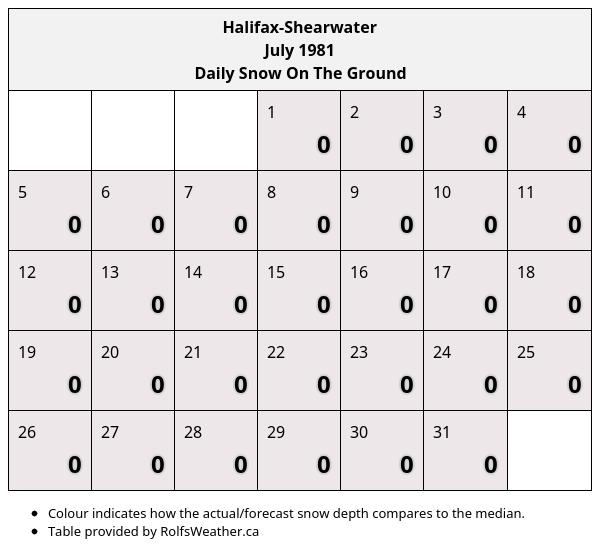 Halifax-Shearwater
July 1981
Daily Snow On The Ground
1 2 3 4
0 0 0 0
5 6 7 8 9 10 11
0 0 0 0 0 0 0
12 13 14 15 16 17 18
0 0 0 0 0 0 0
19 20 21 22 23 24 25
0 0 0 0 0 0 0
26 27 28 29 30 31
0 0 0 0 0 0
• Colour indicates how the actual/forecast snow depth compares to the median.
• Table provided by RolfsWeather.ca